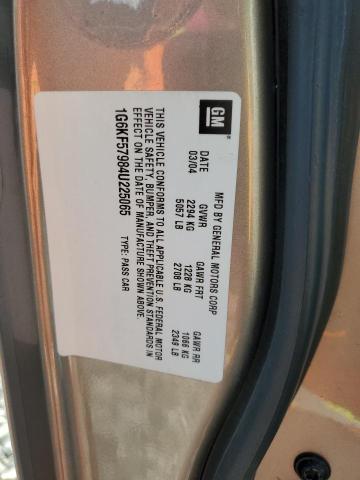 GM
MFD BY GENERAL MOTORS CORP
DATE GVWR GAWR FRT GAWR RR
03/04 2294 KG 1228 KG 1066 KG
5057 LB 2708 LB 2349 LB
THIS VEHICLE CONFORMS TO ALL APPLICABLE U.S. FEDERAL MOTOR
VEHICLE SAFETY, BUMPER, AND THEFT PREVENTION STANDARDS IN
EFFECT ON THE DATE OF MANUFACTURE SHOWN ABOVE.
1G6KF57984U225065 TYPE: PASS CAR